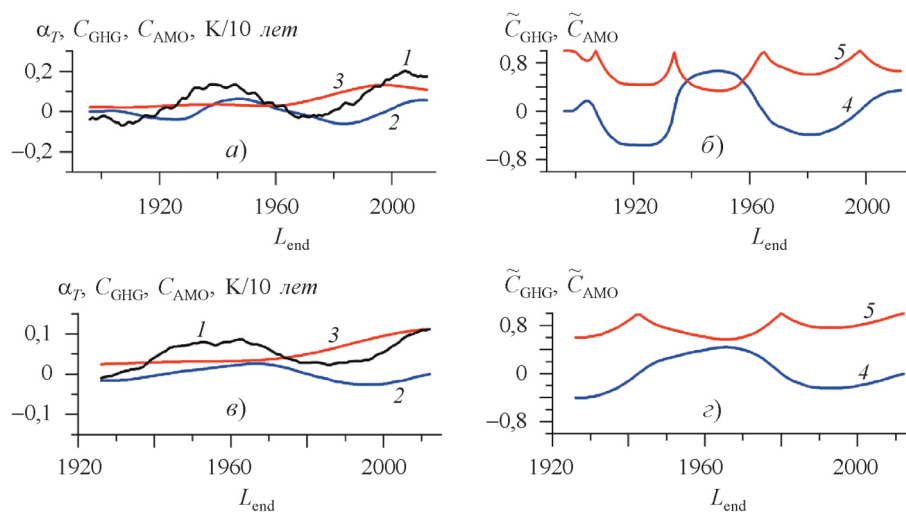 α_T, C_GHG, C_AMO, K/10 лет
0,2
0
−0,2
1
3
2
а)
1920 1960 2000
L_end
C̃_GHG, C̃_AMO
0,8
0
−0,8
5
4
б)
1920 1960 2000
L_end
α_T, C_GHG, C_AMO, K/10 лет
0,1
0
−0,1
1
3
2
в)
1920 1960 2000
L_end
C̃_GHG, C̃_AMO
0,8
0
−0,8
5
4
г)
1920 1960 2000
L_end